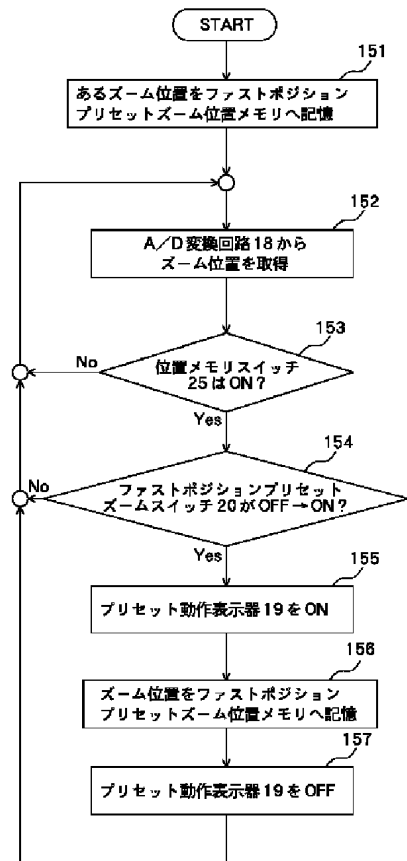 START
151
あるズーム位置をファストポジション
プリセットズーム位置メモリへ記憶
152
A／D変換回路18から
ズーム位置を取得
153
位置メモリスイッチ
25はON？
No
Yes
154
ファストポジションプリセット
ズームスイッチ20がOFF→ON？
No
Yes
155
プリセット動作表示器19をON
156
ズーム位置をファストポジション
プリセットズーム位置メモリへ記憶
157
プリセット動作表示器19をOFF